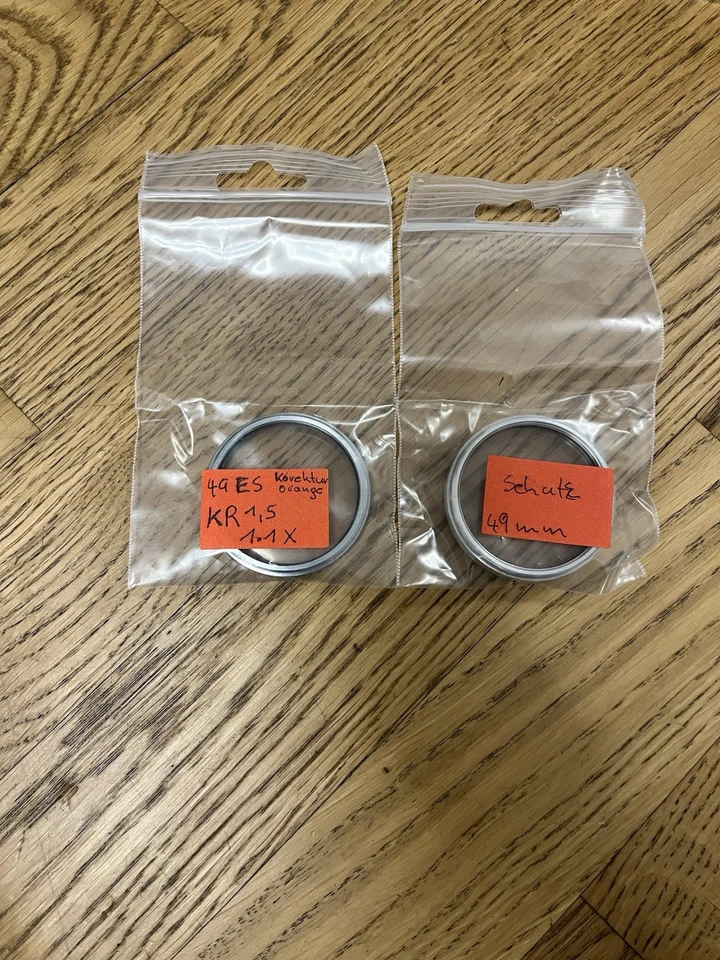 49 ES Korektur
orange
KR 1,5
1.1 X
Schutz
49 mm